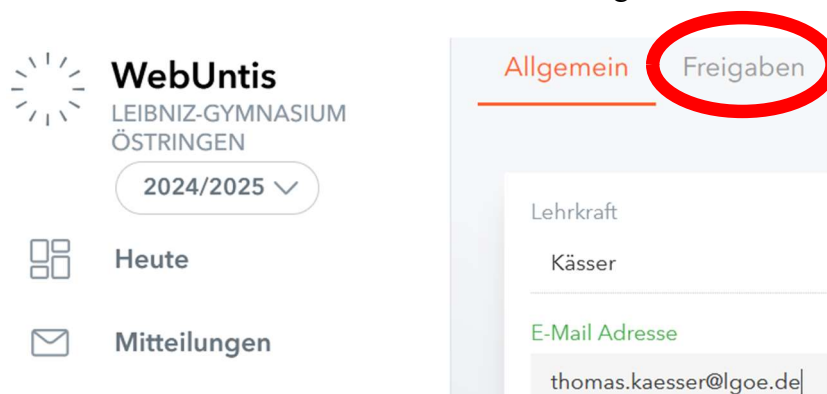 WebUntis
LEIBNIZ-GYMNASIUM
ÖSTRINGEN
2024/2025
Heute
Mitteilungen
Allgemein Freigaben
Lehrkraft
Kässer
E-Mail Adresse
thomas.kaesser@lgoe.de